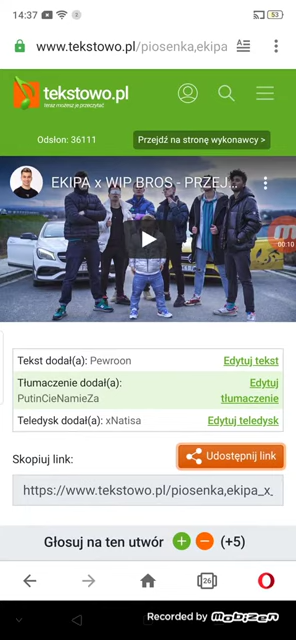 14:37
53
www.tekstowo.pl/piosenka,ekipa
tekstowo.pl
teraz możesz je przeczytać
Odsłon: 36111
Przejdź na stronę wykonawcy >
EKIPA x WIP BROS - PRZEJ...
00:10
Tekst dodał(a): Pewroon
Edytuj tekst
Tłumaczenie dodał(a):
PutinCieNamieZa
Edytuj
tłumaczenie
Teledysk dodał(a): xNatisa
Edytuj teledysk
Skopiuj link:
Udostępnij link
https://www.tekstowo.pl/piosenka,ekipa_x_
Głosuj na ten utwór
(+5)
26
Recorded by mobizen